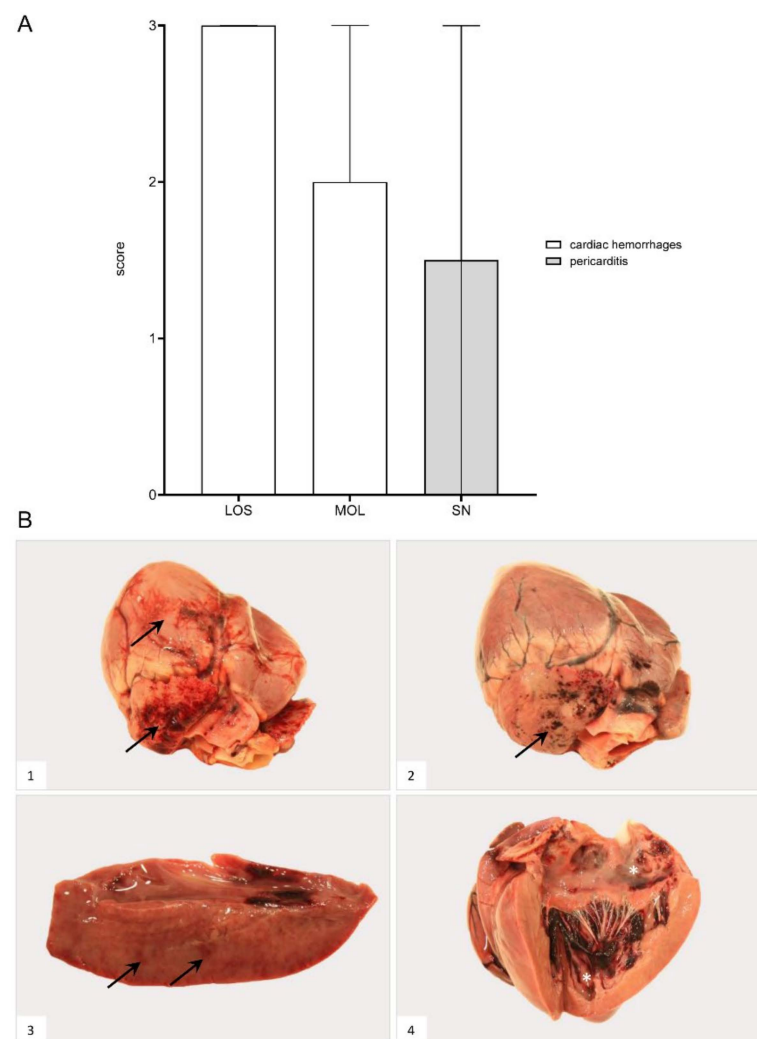 A
3
2
1
0
score
LOS MOL SN
cardiac hemorrhages
pericarditis
B
1
2
3
4
*
*